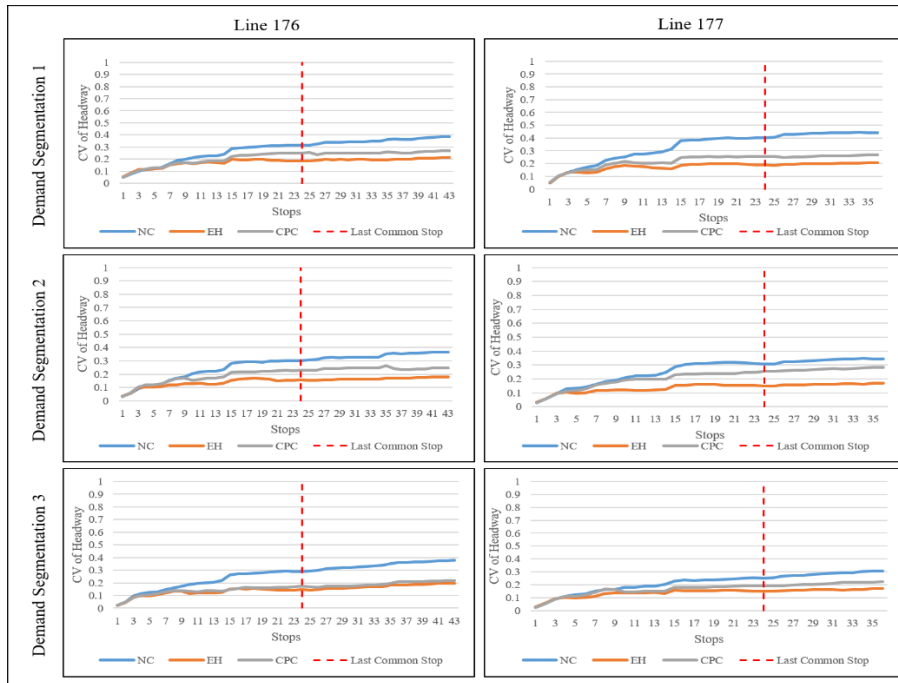 Line 176
Line 177
Demand Segmentation 1
CV of Headway
1
0.9
0.8
0.7
0.6
0.5
0.4
0.3
0.2
0.1
0
1 3 5 7 9 11 13 15 17 19 21 23 25 27 29 31 33 35 37 39 41 43
Stops
NC EH CPC Last Common Stop
CV of Headway
1
0.9
0.8
0.7
0.6
0.5
0.4
0.3
0.2
0.1
0
1 3 5 7 9 11 13 15 17 19 21 23 25 27 29 31 33 35
Stops
NC EH CPC Last Common Stop
Demand Segmentation 2
CV of Headway
1
0.9
0.8
0.7
0.6
0.5
0.4
0.3
0.2
0.1
0
1 3 5 7 9 11 13 15 17 19 21 23 25 27 29 31 33 35 37 39 41 43
Stops
NC EH CPC Last Common Stop
CV of Headway
1
0.9
0.8
0.7
0.6
0.5
0.4
0.3
0.2
0.1
0
1 3 5 7 9 11 13 15 17 19 21 23 25 27 29 31 33 35
Stops
NC EH CPC Last Common Stop
Demand Segmentation 3
CV of Headway
1
0.9
0.8
0.7
0.6
0.5
0.4
0.3
0.2
0.1
0
1 3 5 7 9 11 13 15 17 19 21 23 25 27 29 31 33 35 37 39 41 43
Stops
NC EH CPC Last Common Stop
CV of Headway
1
0.9
0.8
0.7
0.6
0.5
0.4
0.3
0.2
0.1
0
1 3 5 7 9 11 13 15 17 19 21 23 25 27 29 31 33 35
Stops
NC EH CPC Last Common Stop